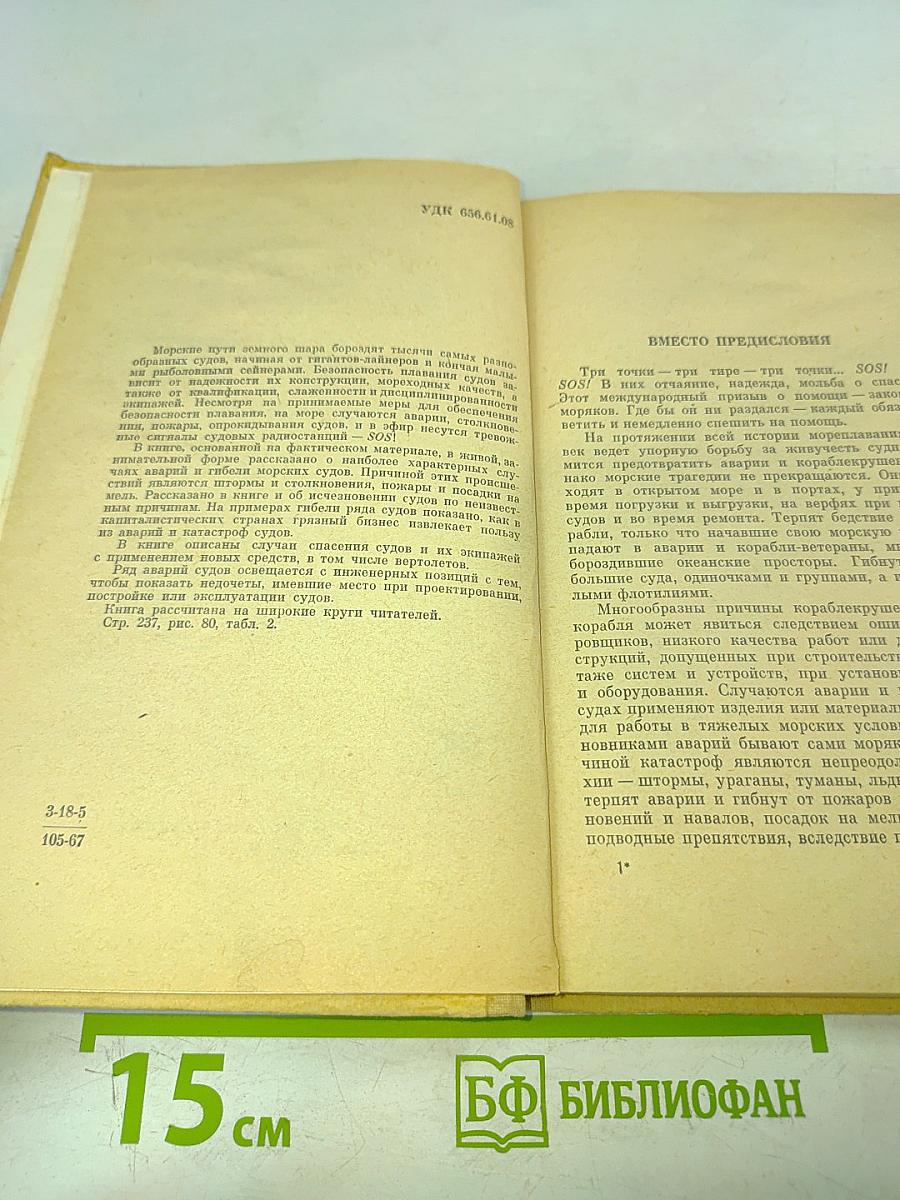 УДК 656.61.08
Морские пути земного шара бороздят тысячи самых разно-
образных судов, начиная от гигантов-лайнеров и кончая малы-
ми рыболовными сейнерами. Безопасность плавания судов за-
висит от надежности их конструкции, мореходных качеств, а
также от квалификации, слаженности и дисциплинированности
экипажей. Несмотря на принимаемые меры для обеспечения
безопасности плавания, на море случаются аварии, столкнове-
ния, пожары, опрокидывания судов, и в эфир несутся тревож-
ные сигналы судовых радиостанций — SOS!
В книге, основанной на фактическом материале, в живой, за-
нимательной форме рассказано о наиболее характерных слу-
чаях аварий и гибели морских судов. Причиной этих происше-
ствий являются штормы и столкновения, пожары и посадки на
мель. Рассказано в книге и об исчезновении судов по неизвест-
ным причинам. На примерах гибели ряда судов показано, как в
капиталистических странах грязный бизнес извлекает пользу
из аварий и катастроф судов.
В книге описаны случаи спасения судов и их экипажей
с применением новых средств, в том числе вертолетов.
Ряд аварий судов освещается с инженерных позиций с тем,
чтобы показать недочеты, имевшие место при проектировании,
постройке или эксплуатации судов.
Книга рассчитана на широкие круги читателей.
Стр. 237, рис. 80, табл. 2.
3-18-5
105-67
ВМЕСТО ПРЕДИСЛОВИЯ
Три точки — три тире — три точки... SOS!
SOS! В них отчаяние, надежда, мольба о спас
Этот международный призыв о помощи — закон
моряков. Где бы он ни раздался — каждый обяз
ветить и немедленно спешить на помощь.
На протяжении всей истории мореплавани
век ведет упорную борьбу за живучесть судн
мится предотвратить аварии и кораблекрушен
нако морские трагедии не прекращаются. Они
ходят в открытом море и в портах, у при
время погрузки и выгрузки, на верфях при
судов и во время ремонта. Терпят бедствие
рабли, только что начавшие свою морскую
падают в аварии и корабли-ветераны, мн
бороздившие океанские просторы. Гибнут
большие суда, одиночками и группами, а и
лыми флотилиями.
Многообразны причины кораблекруше
корабля может явиться следствием оши
ровщиков, низкого качества работ или д
струкций, допущенных при строительств
таже систем и устройств, при установк
и оборудования. Случаются аварии и
судах применяют изделия или материал
для работы в тяжелых морских услови
новниками аварий бывают сами моряк
чиной катастроф являются непреодол
хии — штормы, ураганы, туманы, льды
терпят аварии и гибнут от пожаров
новений и навалов, посадок на мель
подводные препятствия, вследствие п
1*
15 см
БФ БИБЛИОФАН